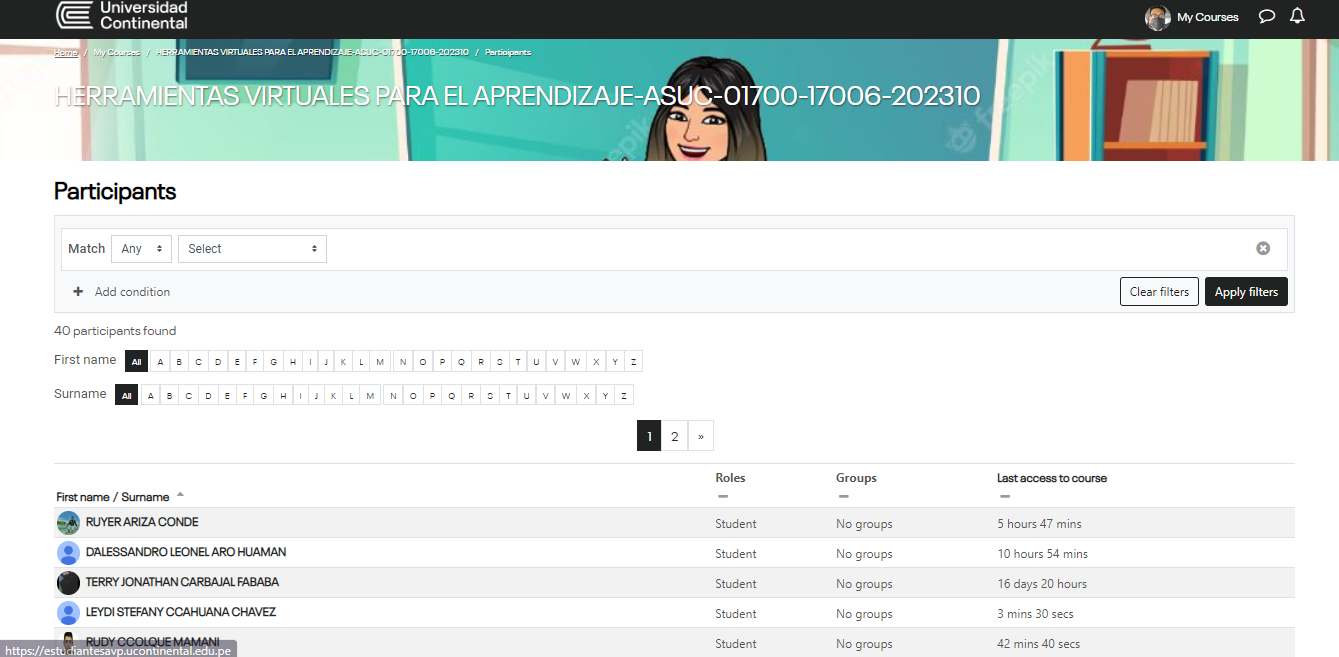 Universidad
Continental
My Courses
Home / My Courses / HERRAMIENTAS VIRTUALES PARA EL APRENDIZAJE-ASUC-01700-17006-202310 / Participants
HERRAMIENTAS VIRTUALES PARA EL APRENDIZAJE-ASUC-01700-17006-202310
freepik
freepik
Participants
Match Any Select
+ Add condition
Clear filters Apply filters
40 participants found
First name All A B C D E F G H I J K L M N O P Q R S T U V W X Y Z
Surname All A B C D E F G H I J K L M N O P Q R S T U V W X Y Z
1 2 »
First name / Surname Roles Groups Last access to course
RUYER ARIZA CONDE Student No groups 5 hours 47 mins
D'ALESSANDRO LEONEL ARO HUAMAN Student No groups 10 hours 54 mins
TERRY JONATHAN CARBAJAL FABABA Student No groups 16 days 20 hours
LEYDI STEFANY CCAHUANA CHAVEZ Student No groups 3 mins 30 secs
RUDY CCOLQUE MAMANI Student No groups 42 mins 40 secs
https://estudiantesavp.ucontinental.edu.pe